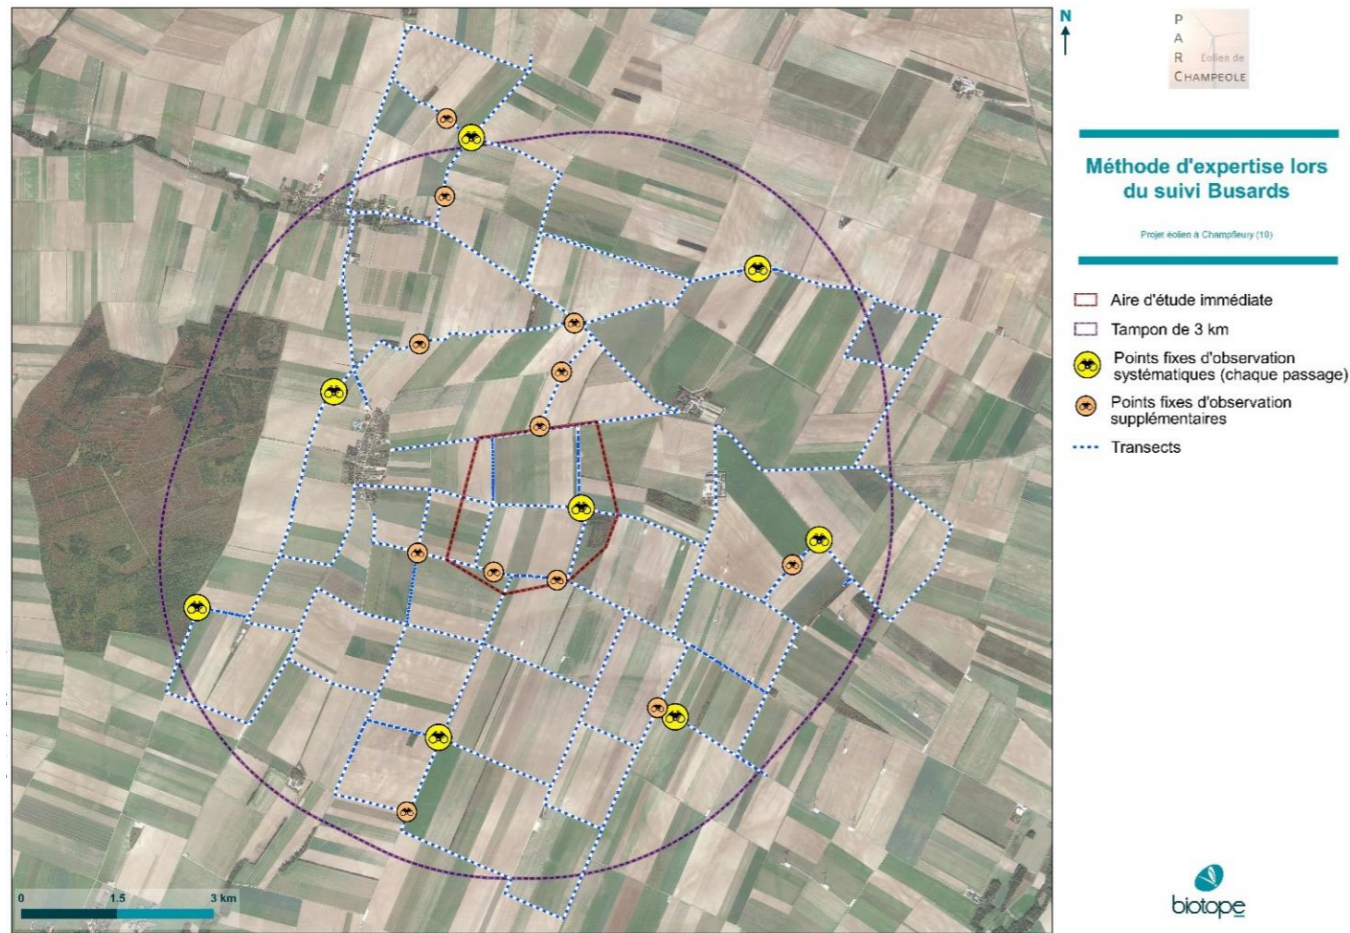 N
P
A
R Éolien de
CHAMPEOLE
Méthode d'expertise lors
du suivi Busards
Projet éolien à Champfleury (10)
Aire d'étude immédiate
Tampon de 3 km
Points fixes d'observation
systématiques (chaque passage)
Points fixes d'observation
supplémentaires
Transects
0 1.5 3 km
biotope